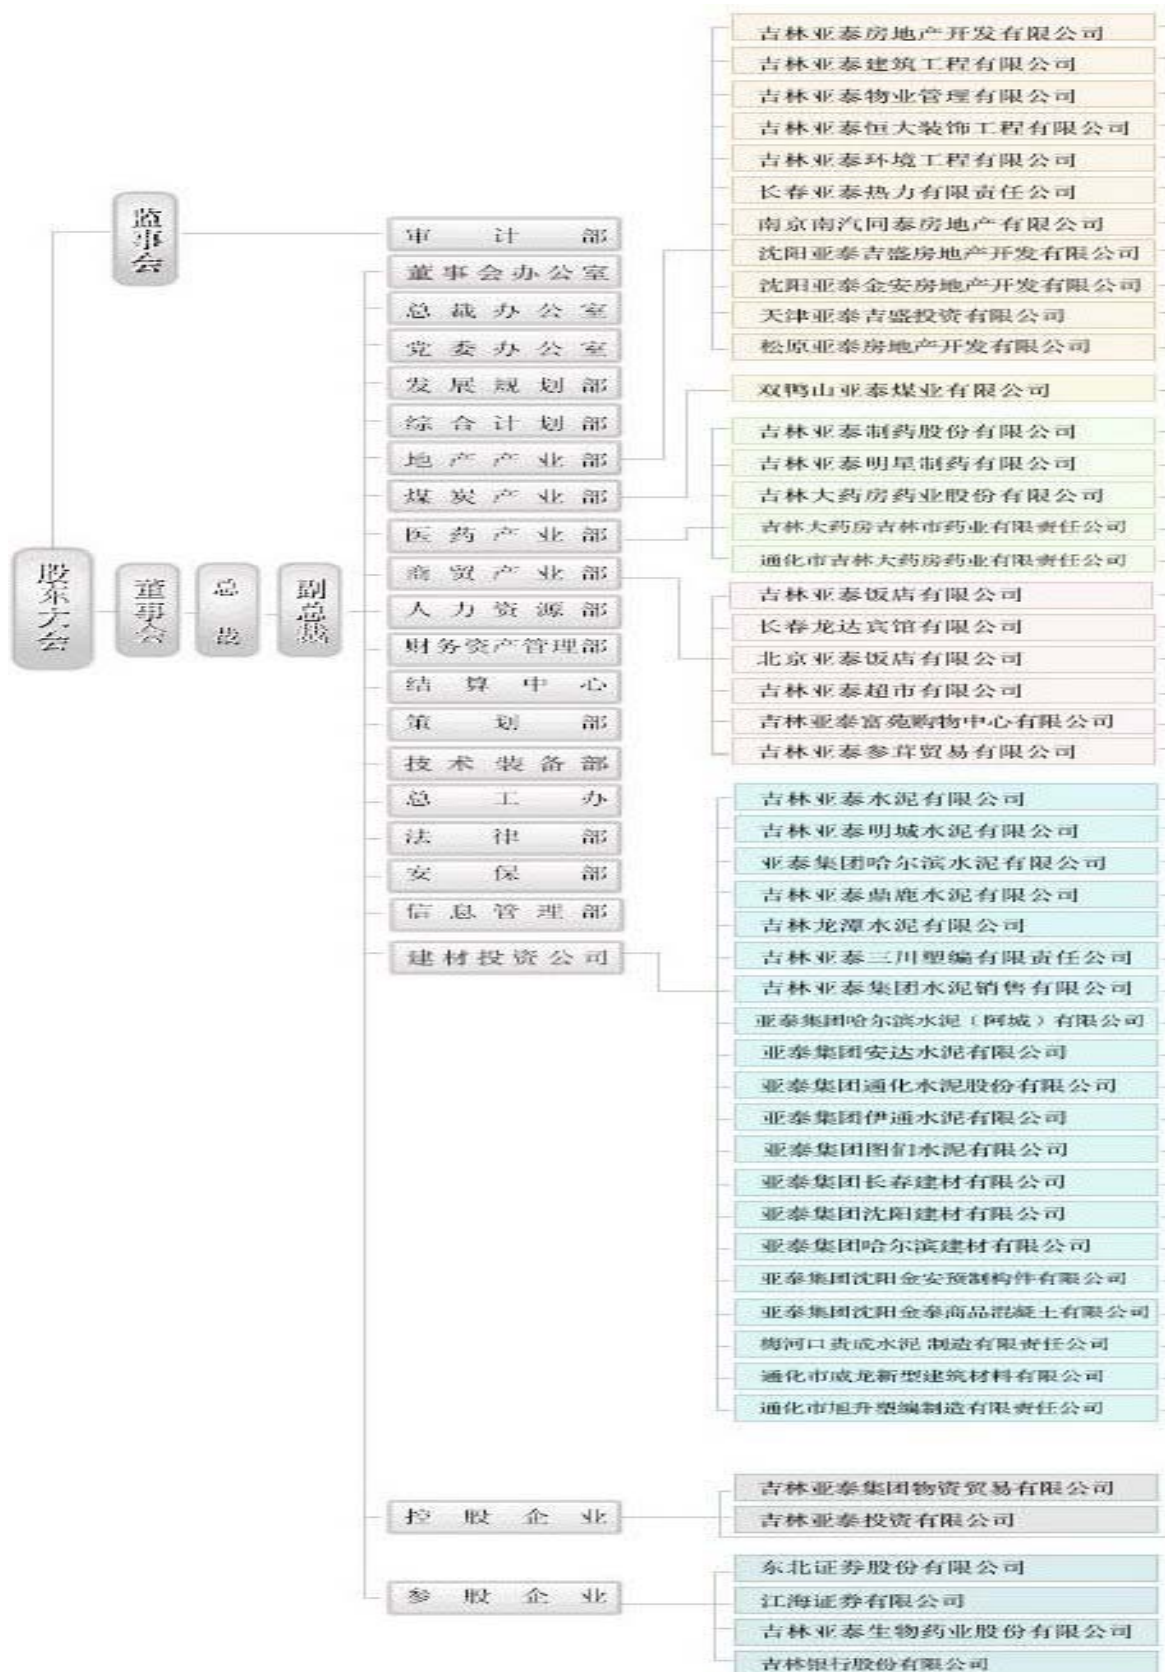 股东大会
监事会
董事会
总裁
副总裁
审计部
董事会办公室
总裁办公室
党委办公室
发展规划部
综合计划部
地产产业部
煤炭产业部
医药产业部
商贸产业部
人力资源部
财务资产管理部
结算中心
策划部
技术装备部
总工办
法律部
安保部
信息管理部
建材投资公司
控股企业
参股企业
吉林亚泰房地产开发有限公司
吉林亚泰建筑工程有限公司
吉林亚泰物业管理有限公司
吉林亚泰恒大装饰工程有限公司
吉林亚泰环境工程有限公司
长春亚泰热力有限责任公司
南京南汽同泰房地产有限公司
沈阳亚泰吉盛房地产开发有限公司
沈阳亚泰金安房地产开发有限公司
天津亚泰吉盛投资有限公司
松原亚泰房地产开发有限公司
双鸭山亚泰煤业有限公司
吉林亚泰制药股份有限公司
吉林亚泰明星制药有限公司
吉林大药房药业股份有限公司
吉林大药房吉林市药业有限责任公司
通化市吉林大药房药业有限责任公司
吉林亚泰饭店有限公司
长春龙达宾馆有限公司
北京亚泰饭店有限公司
吉林亚泰超市有限公司
吉林亚泰富苑购物中心有限公司
吉林亚泰参茸贸易有限公司
吉林亚泰水泥有限公司
吉林亚泰明城水泥有限公司
亚泰集团哈尔滨水泥有限公司
吉林亚泰鼎鹿水泥有限公司
吉林龙潭水泥有限公司
吉林亚泰三川塑编有限责任公司
吉林亚泰集团水泥销售有限公司
亚泰集团哈尔滨水泥（阿城）有限公司
亚泰集团安达水泥有限公司
亚泰集团通化水泥股份有限公司
亚泰集团伊通水泥有限公司
亚泰集团图们水泥有限公司
亚泰集团长春建材有限公司
亚泰集团沈阳建材有限公司
亚泰集团哈尔滨建材有限公司
亚泰集团沈阳金安预制构件有限公司
亚泰集团沈阳金泰商品混凝土有限公司
梅河口贵成水泥 制造有限责任公司
通化市威龙新型建筑材料有限公司
通化市旭升塑编制造有限责任公司
吉林亚泰集团物资贸易有限公司
吉林亚泰投资有限公司
东北证券股份有限公司
江海证券有限公司
吉林亚泰生物药业股份有限公司
吉林银行股份有限公司